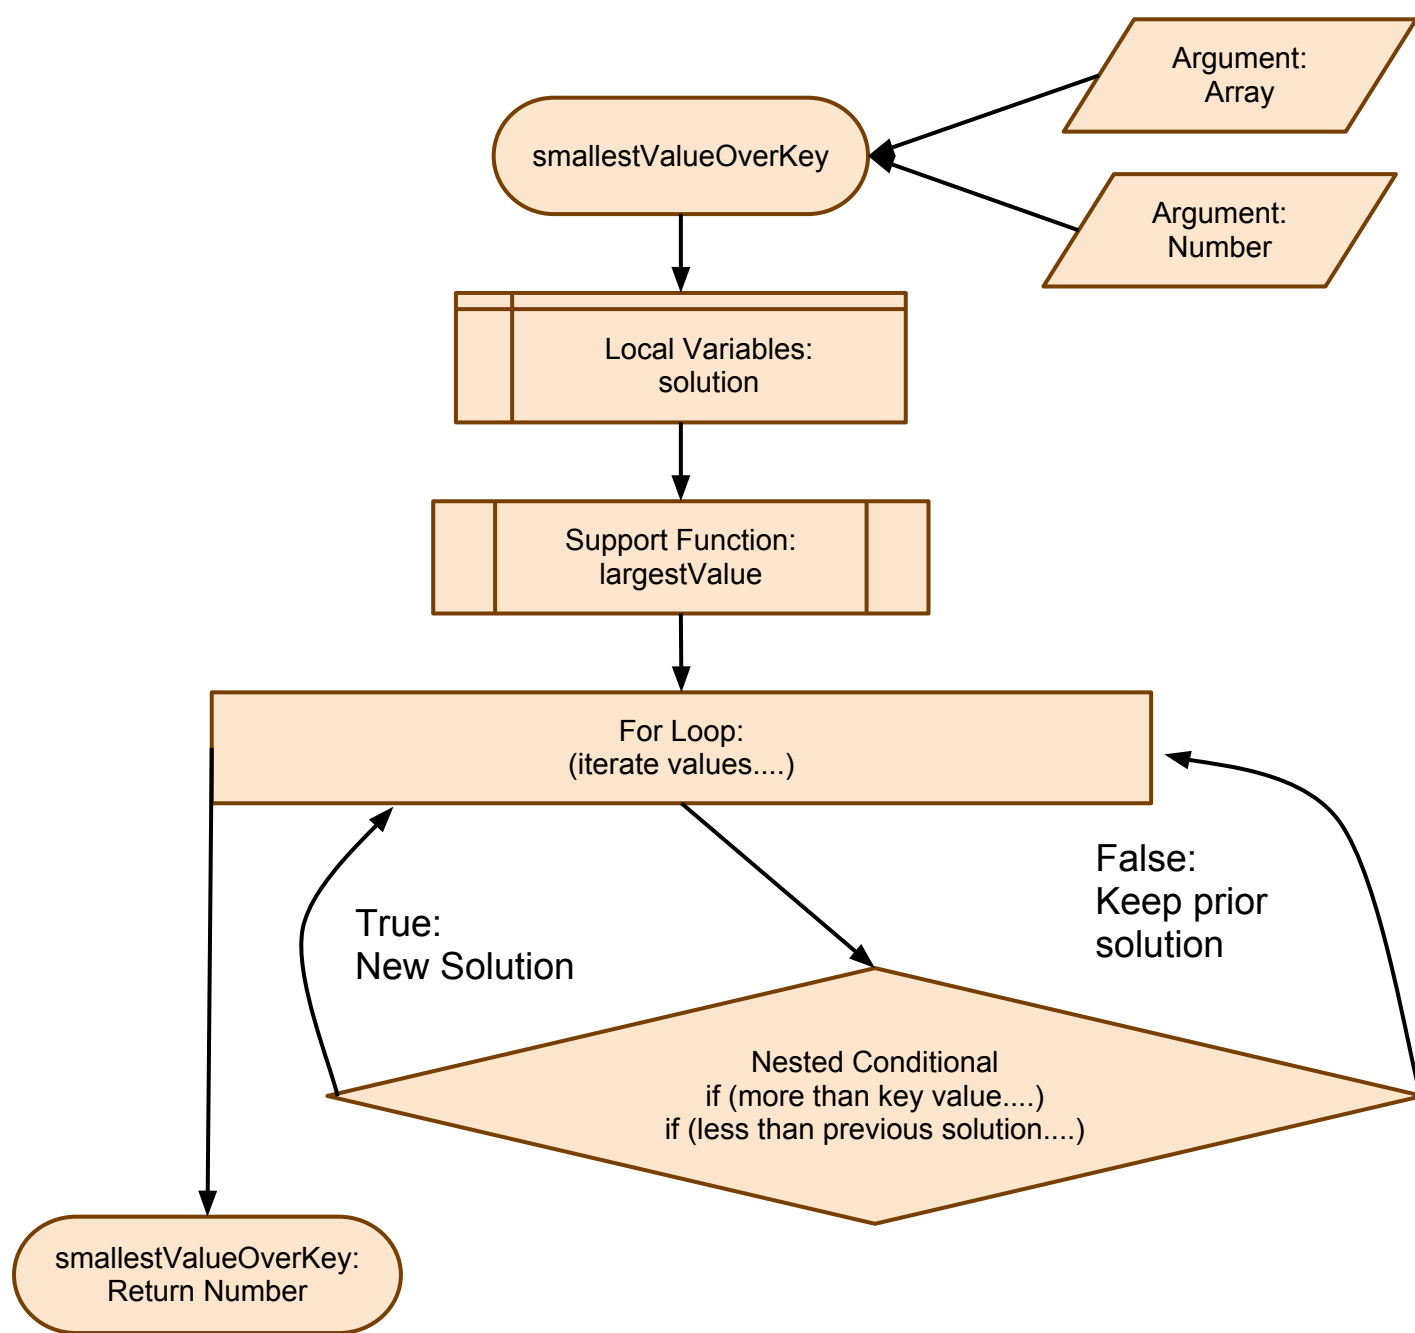 Argument:
Array
smallestValueOverKey
Argument:
Number
Local Variables:
solution
Support Function:
largestValue
For Loop:
(iterate values....)
True:
New Solution
False:
Keep prior
solution
Nested Conditional
if (more than key value....)
if (less than previous solution....)
smallestValueOverKey:
Return Number